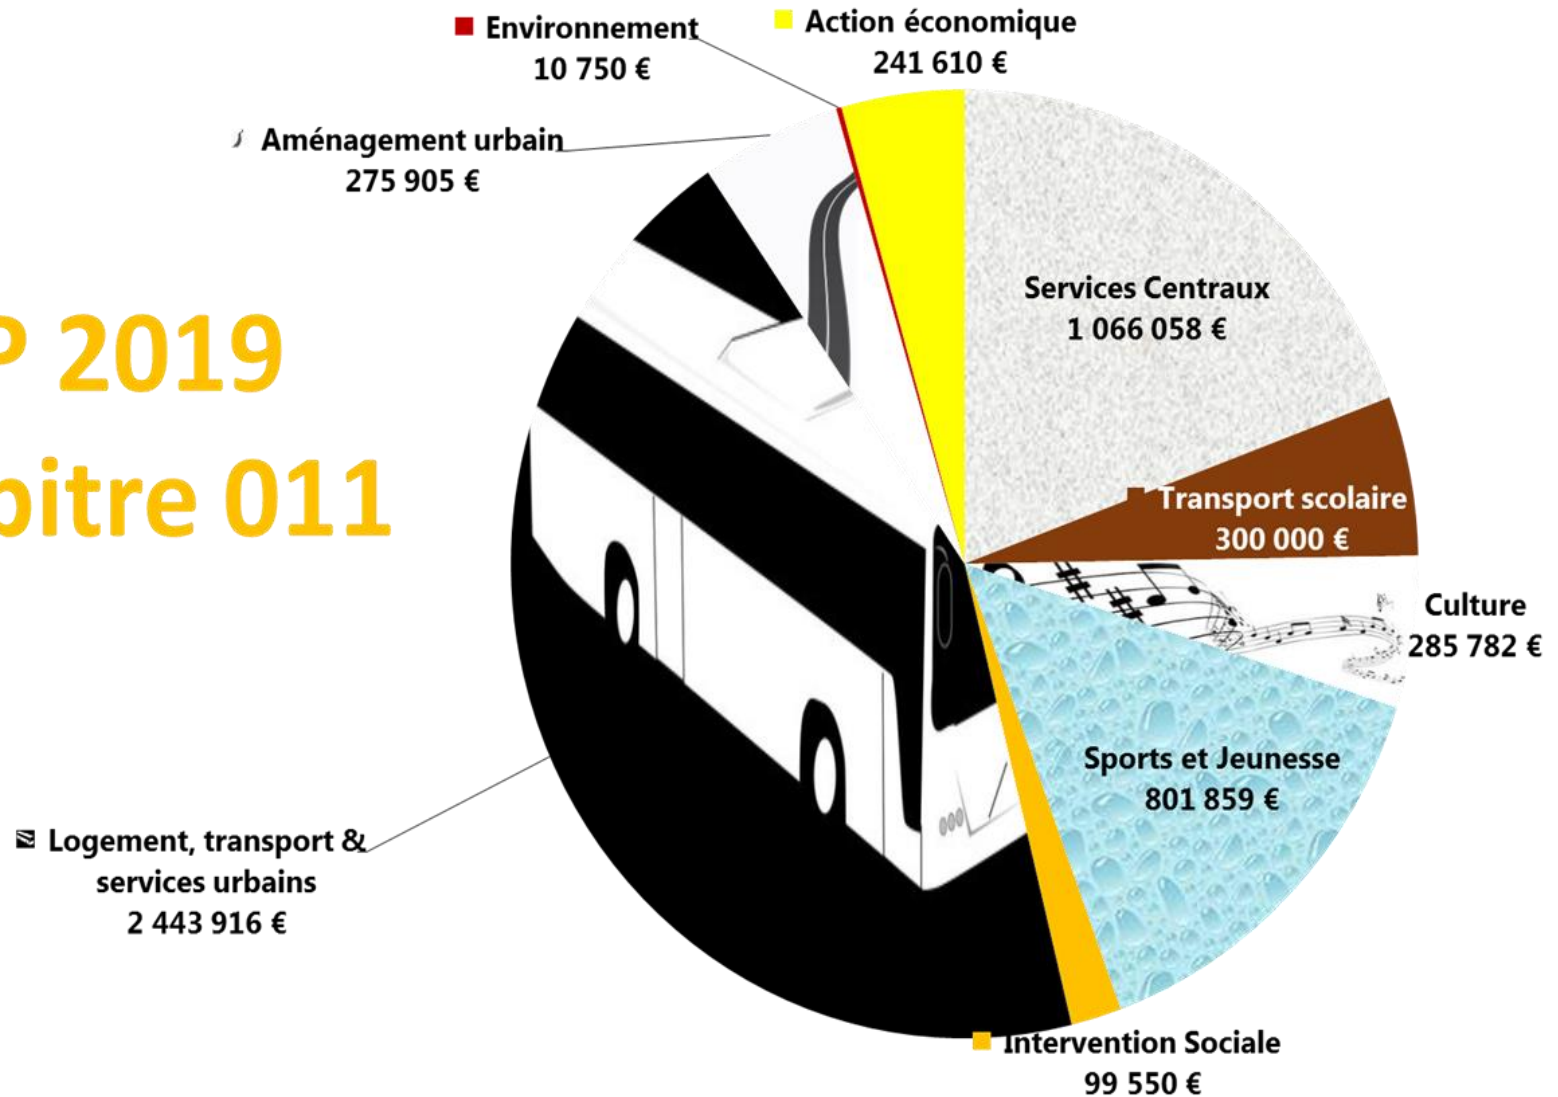 Environnement
10 750 €
Action économique
241 610 €
Aménagement urbain
275 905 €
P 2019
pitre 011
Services Centraux
1 066 058 €
Transport scolaire
300 000 €
Culture
285 782 €
Sports et Jeunesse
801 859 €
Logement, transport &
services urbains
2 443 916 €
Intervention Sociale
99 550 €